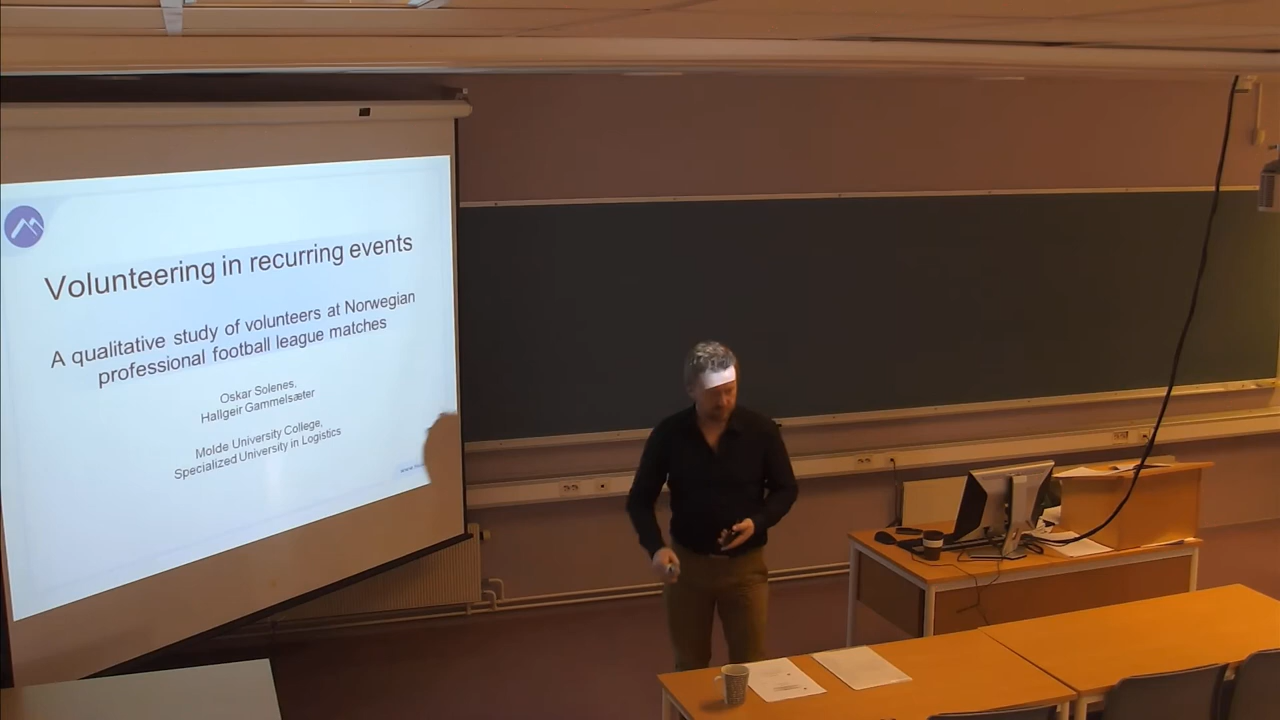 Volunteering in recurring events
A qualitative study of volunteers at Norwegian
professional football league matches
Oskar Solenes,
Hallgeir Gammelsæter
Molde University College,
Specialized University in Logistics